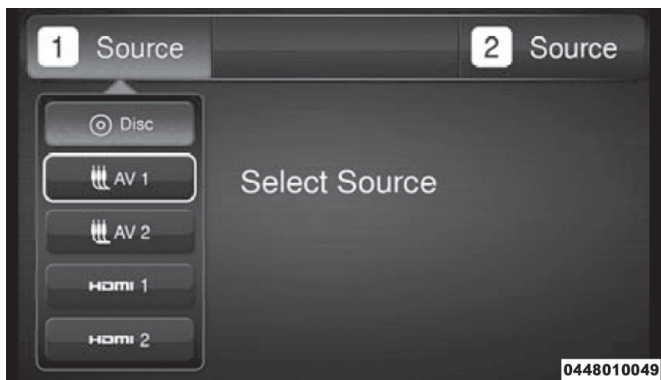 1 Source
2 Source
Disc
AV 1
AV 2
Select Source
HDMI 1
HDMI 2
0448010049